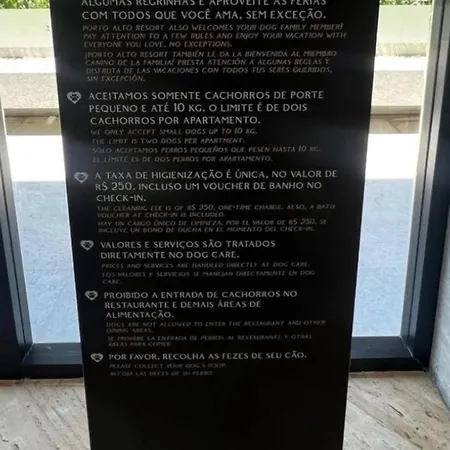 ALGUMAS REGRINHAS E APROVEITE AS FÉRIAS
COM TODOS QUE VOCÊ AMA, SEM EXCEÇÃO.
PORTO ALTO RESORT ALSO WELCOMES YOUR DOG FAMILY MEMBER!
PAY ATTENTION TO A FEW RULES AND ENJOY YOUR VACATION WITH
EVERYONE YOU LOVE, NO EXCEPTIONS.
¡PORTO ALTO RESORT TAMBIÉN LE DA LA BIENVENIDA AL MIEMBRO
CANINO DE LA FAMILIA! PRESTA ATENCIÓN A ALGUNAS REGLAS Y
DISFRUTA DE LAS VACACIONES CON TODOS TUS SERES QUERIDOS,
SIN EXCEPCIÓN.
ACEITAMOS SOMENTE CACHORROS DE PORTE
PEQUENO E ATÉ 10 KG. O LIMITE É DE DOIS
CACHORROS POR APARTAMENTO.
WE ONLY ACCEPT SMALL DOGS UP TO 10 KG.
THE LIMIT IS TWO DOGS PER APARTMENT.
SÓLO ACEPTAMOS PERROS PEQUEÑOS QUE PESEN HASTA 10 KG.
EL LÍMITE ES DE DOS PERROS POR APARTAMENTO.
A TAXA DE HIGIENIZAÇÃO É ÚNICA, NO VALOR DE
R$ 250, INCLUSO UM VOUCHER DE BANHO NO
CHECK-IN.
THE CLEANING FEE IS OF R$ 250, ONE-TIME CHARGE. ALSO, A BATH
VOUCHER AT CHECK-IN IS INCLUDED.
HAY UN CARGO ÚNICO DE LIMPIEZA, POR EL VALOR DE R$ 250, SE
INCLUYE UN BONO DE DUCHA EN EL MOMENTO DEL CHECK-IN.
VALORES E SERVIÇOS SÃO TRATADOS
DIRETAMENTE NO DOG CARE.
PRICES AND SERVICES ARE HANDLED DIRECTLY AT DOG CARE.
LOS VALORES Y SERVICIOS SE MANEJAN DIRECTAMENTE EN DOG
CARE.
PROIBIDO A ENTRADA DE CACHORROS NO
RESTAURANTE E DEMAIS ÁREAS DE
ALIMENTAÇÃO.
DOGS ARE NOT ALLOWED TO ENTER THE RESTAURANT AND OTHER
DINING AREAS.
SE PROHÍBE LA ENTRADA DE PERROS AL RESTAURANTE Y OTRAS
ÁREAS PARA COMER.
POR FAVOR, RECOLHA AS FEZES DE SEU CÃO.
PLEASE COLLECT YOUR DOG'S POOP.
RECOJA LAS HECES DE SU PERRO.